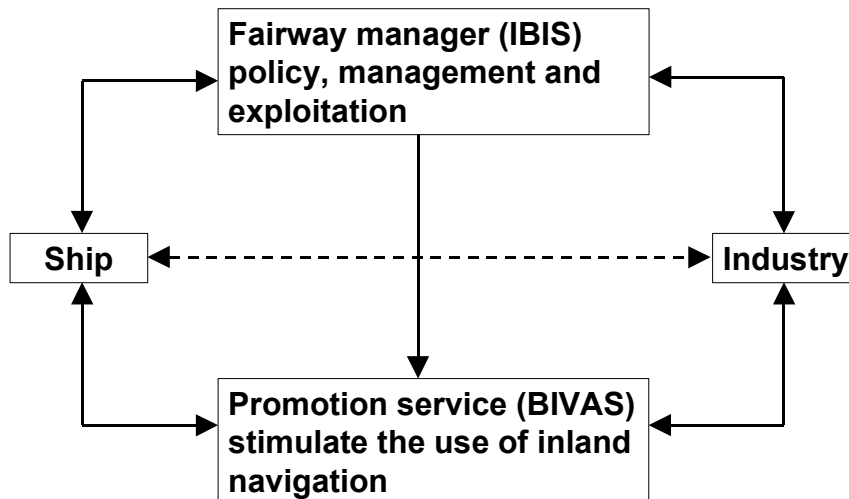 Fairway manager (IBIS)
policy, management and
exploitation
Ship
Industry
Promotion service (BIVAS)
stimulate the use of inland
navigation